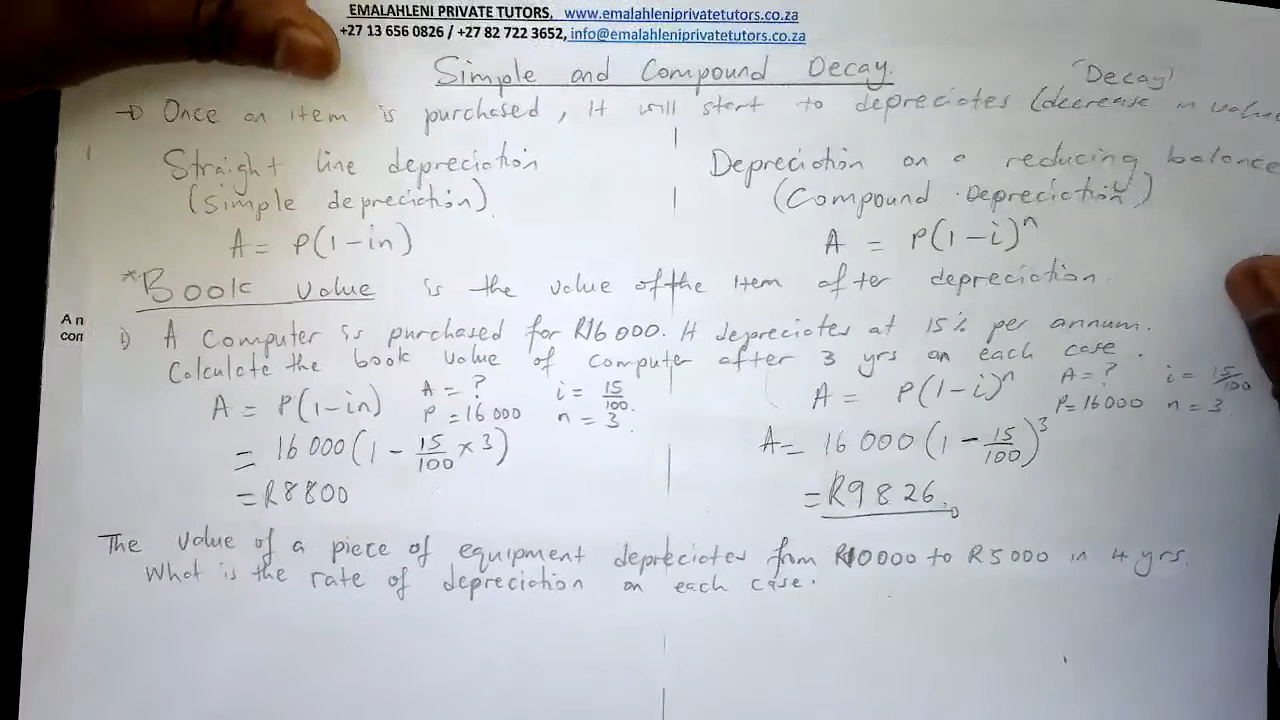 EMALAHLENI PRIVATE TUTORS, www.emalahleniprivatetutors.co.za
+27 13 656 0826 / +27 82 722 3652, info@emalahleniprivatetutors.co.za
Simple and Compound Decay.
(Decay)
→ Once an item is purchased, it will start to depreciates (decrease in value
Straight line depreciation
(Simple depreciation)
A = P(1-in)
Depreciation on a reducing balance
(Compound Depreciation)
A = P(1-i)^n
*Book value is the value of the item after depreciation.
An
con
1) A Computer is purchased for R16 000. It depreciates at 15% per annum.
Calculate the book value of computer after 3 yrs on each case.
A = P(1-in)
A = ? i = 15/100.
P = 16 000 n = 3.
= 16 000(1 - 15/100 × 3)
= R8800
A = P(1-i)^n
A = ? i = 15/100
P = 16000 n = 3
A = 16 000(1 - 15/100)^3
= R9826.
The value of a piece of equipment depreciates from R10000 to R5000 in 4 yrs.
What is the rate of depreciation on each case.